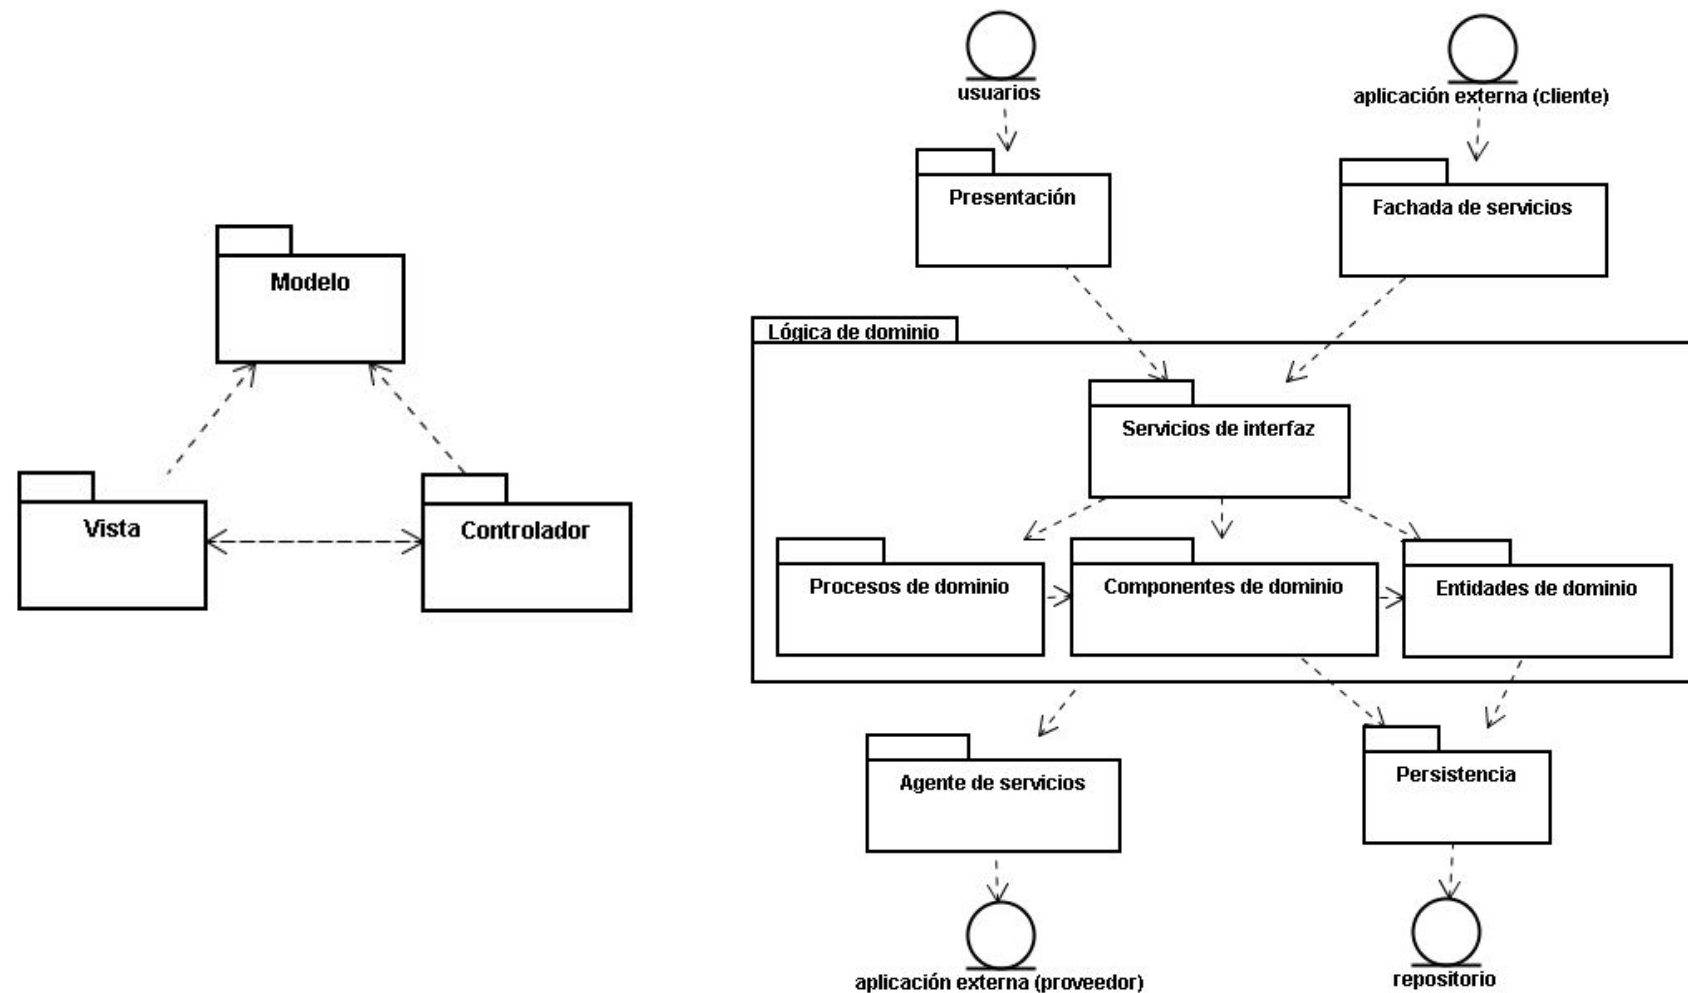 Modelo
Vista
Controlador
usuarios
aplicación externa (cliente)
Presentación
Fachada de servicios
Lógica de dominio
Servicios de interfaz
Procesos de dominio
Componentes de dominio
Entidades de dominio
Agente de servicios
Persistencia
aplicación externa (proveedor)
repositorio